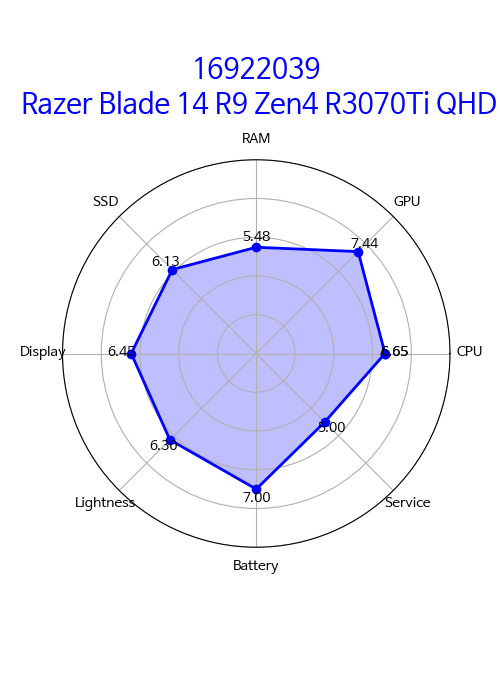 16922039
Razer Blade 14 R9 Zen4 R3070Ti QHD
RAM
SSD
GPU
5.48
7.44
6.13
Display
6.45
6.65
CPU
5.00
6.30
7.00
Lightness
Service
Battery